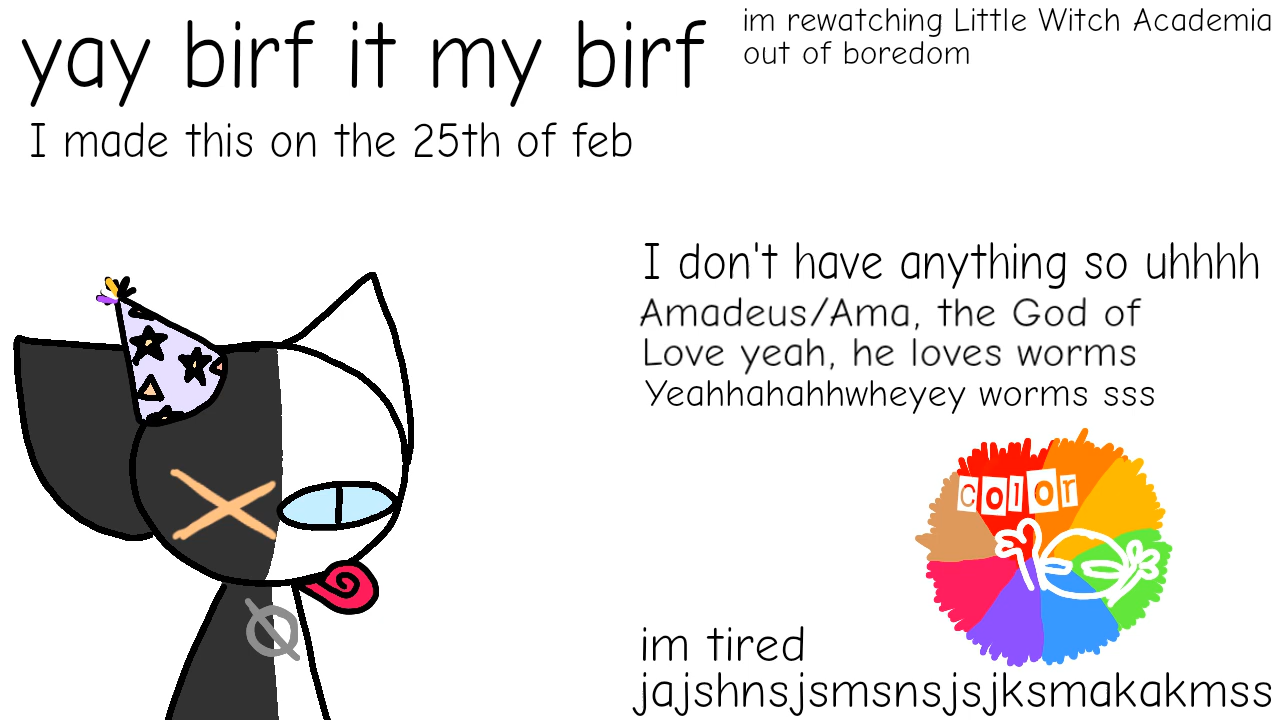 yay birf it my birf
im rewatching Little Witch Academia
out of boredom
I made this on the 25th of feb
I don't have anything so uhhhh
Amadeus/Ama, the God of
Love yeah, he loves worms
Yeahhahahhwheyey worms sss
color
im tired
jajshnsjsmsnsjsjksmakakmss